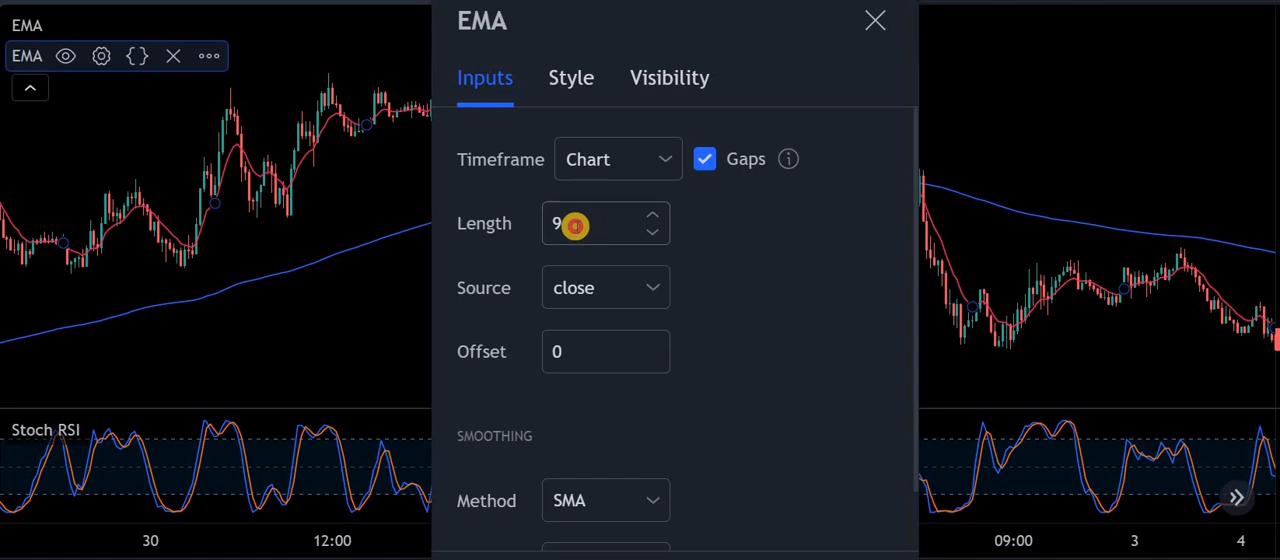 EMA
EMA
EMA
Inputs Style Visibility
Timeframe Chart Gaps
Length 9
Source close
Offset 0
SMOOTHING
Method SMA
Stoch RSI
30 12:00 09:00 3 4